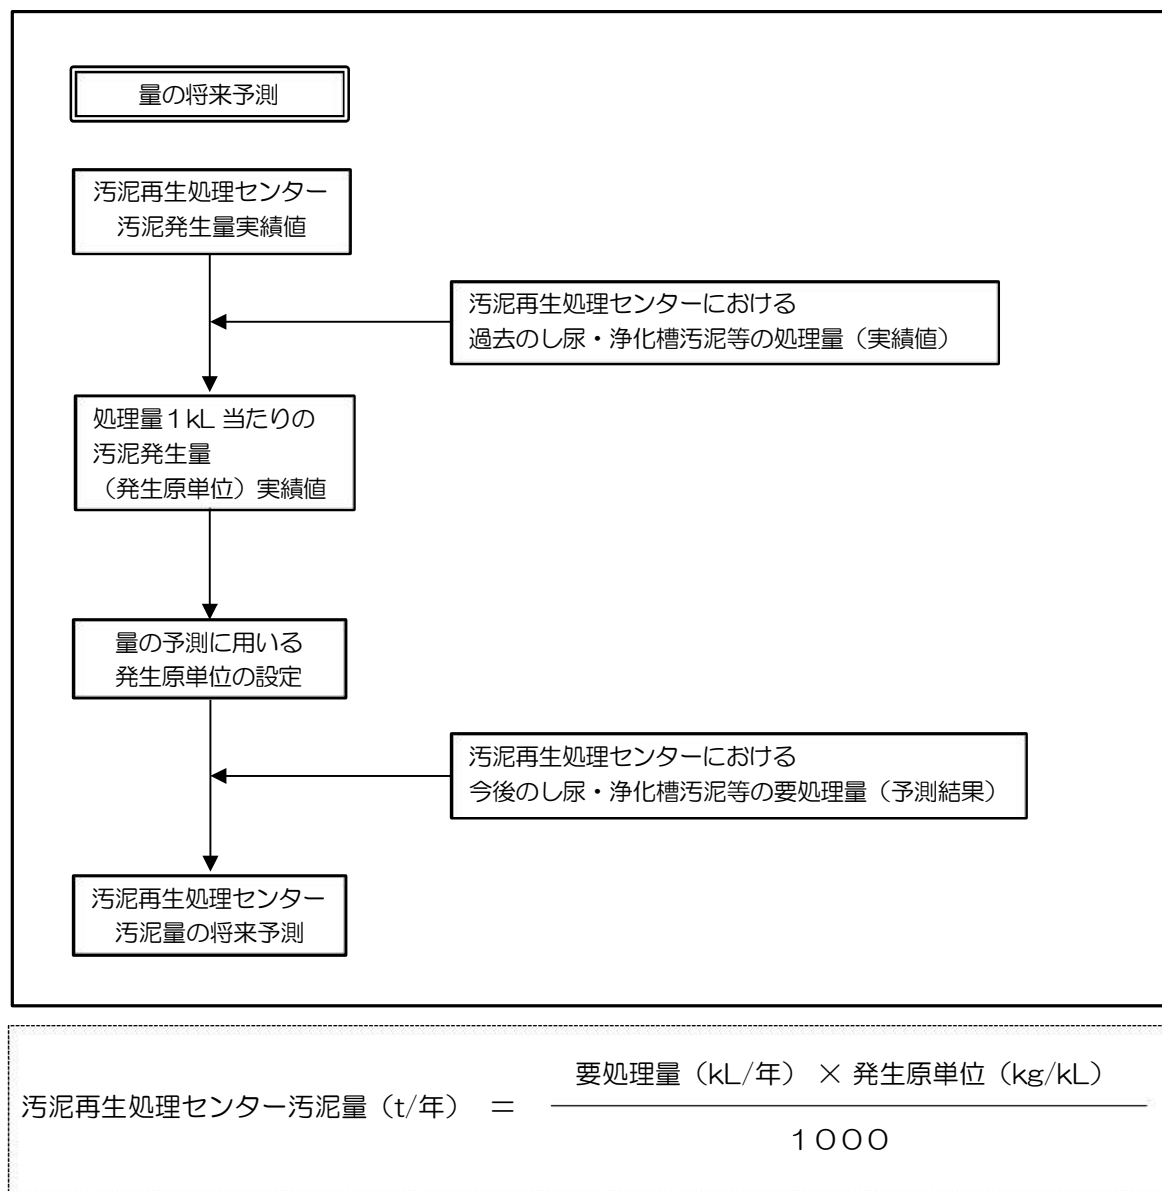 量の将来予測
汚泥再生処理センター
汚泥発生量実績値
汚泥再生処理センターにおける
過去のし尿・浄化槽汚泥等の処理量（実績値）
処理量１kL 当たりの
汚泥発生量
（発生原単位）実績値
量の予測に用いる
発生原単位の設定
汚泥再生処理センターにおける
今後のし尿・浄化槽汚泥等の要処理量（予測結果）
汚泥再生処理センター
汚泥量の将来予測
要処理量（kL/年）　×　発生原単位（kg/kL）
汚泥再生処理センター汚泥量（t/年）　＝
１０００